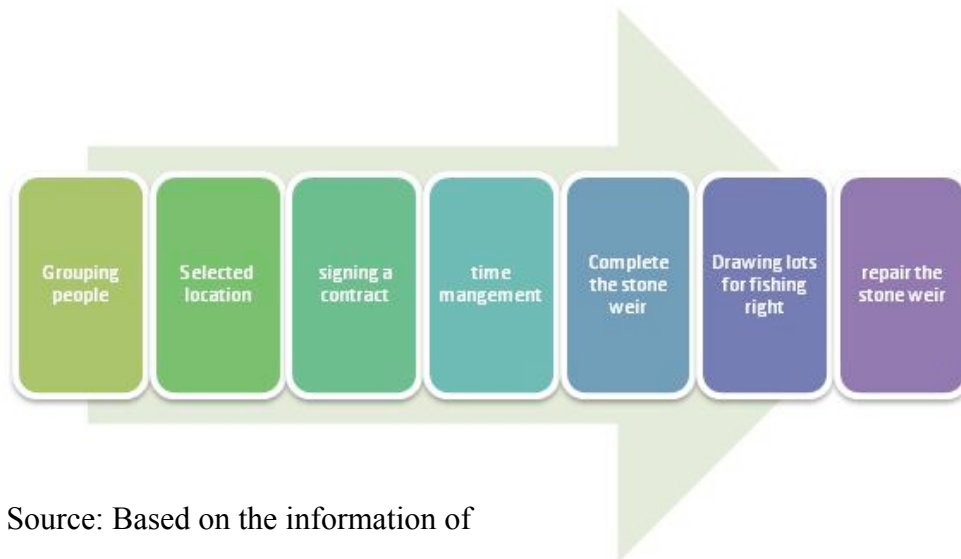 Grouping
people
Selected
location
signing a
contract
time
mangement
Complete
the stone
weir
Drawing lots
for fishing
right
repair the
stone weir
Source: Based on the information of